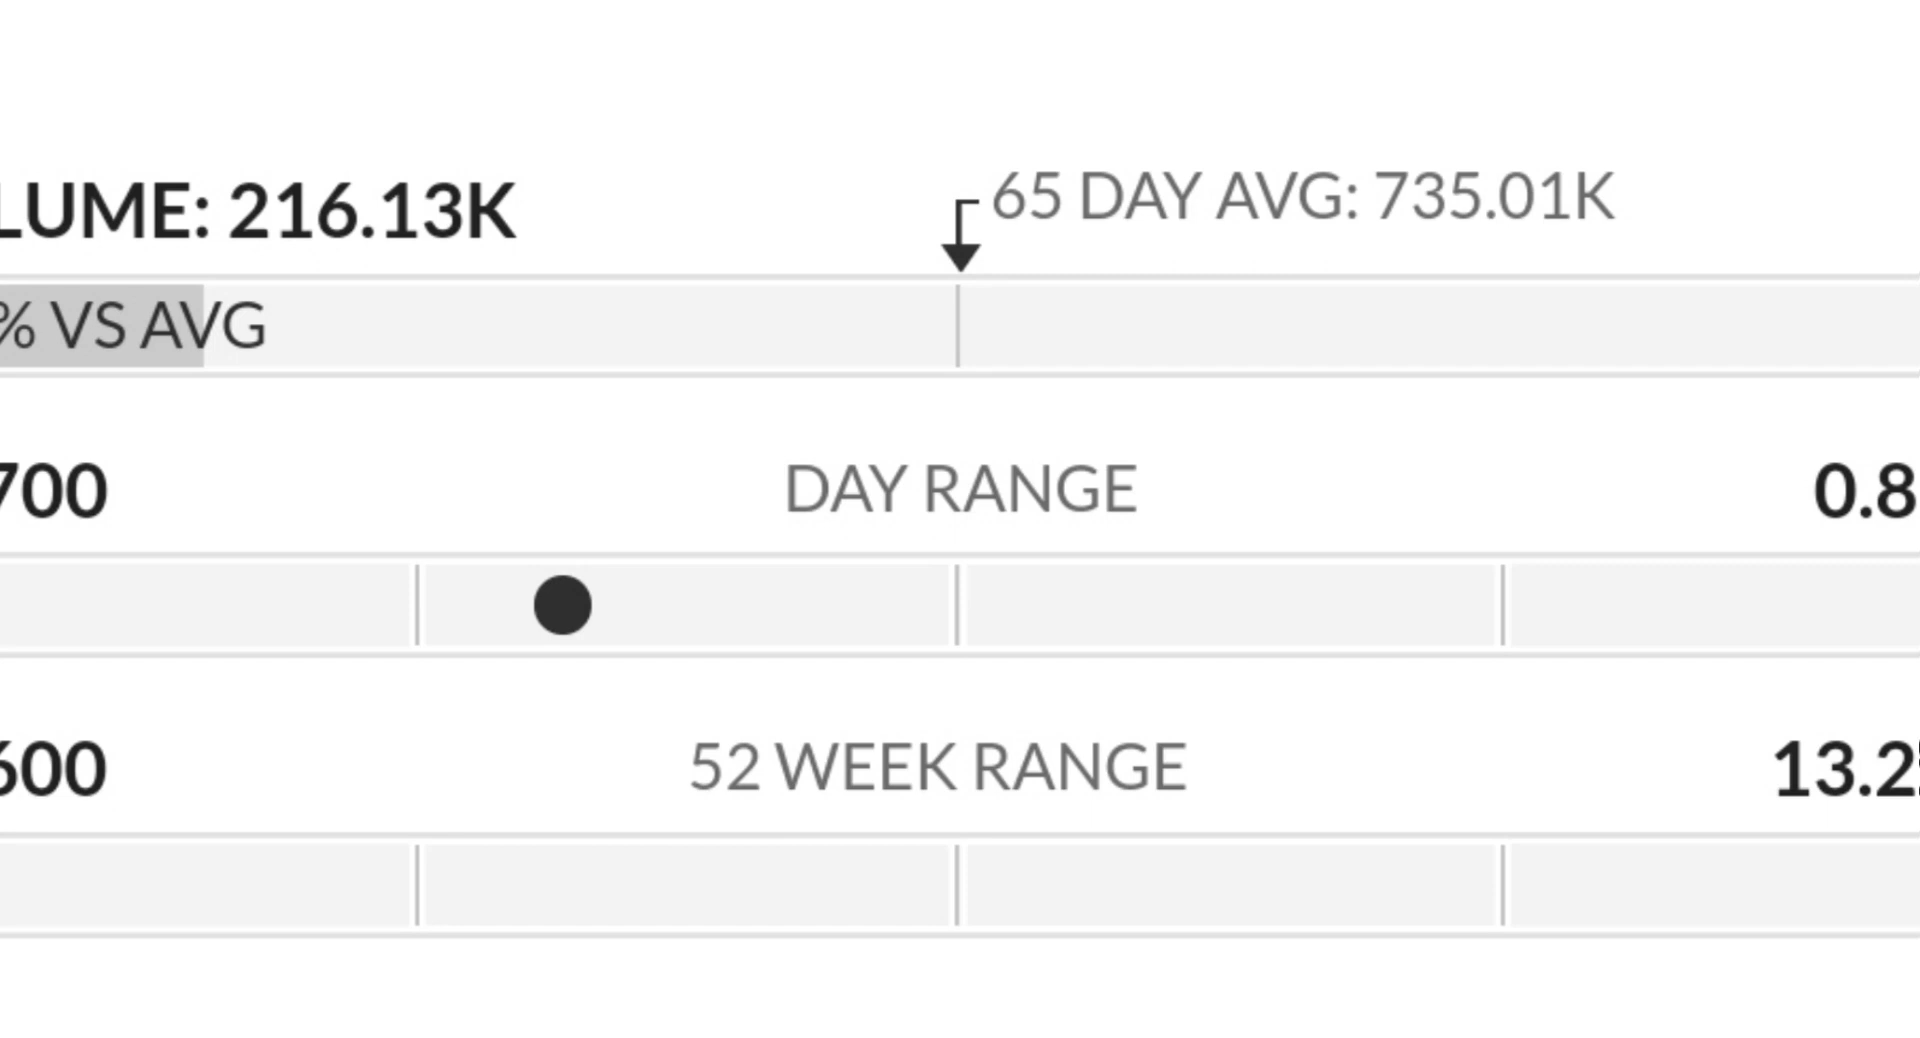 LUME: 216.13K
65 DAY AVG: 735.01K
% VS AVG
700 DAY RANGE 0.8
600 52 WEEK RANGE 13.2